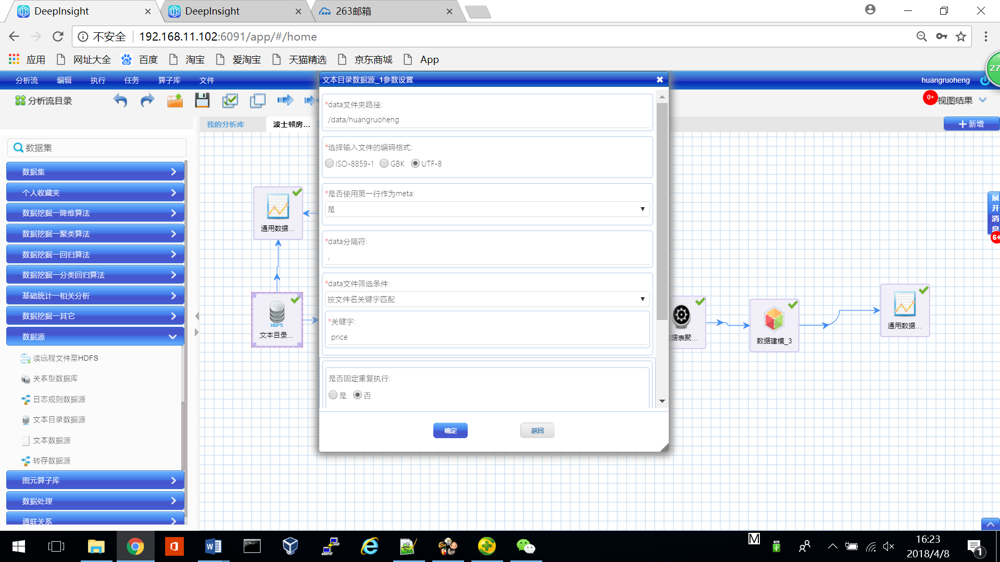 DeepInsight
DeepInsight
263邮箱
不安全
192.168.11.102:6091/app/#/home
应用
网址大全
百度
淘宝
爱淘宝
天猫精选
京东商城
App
27
分析流
编辑
执行
任务
算子库
文件
huangruoheng
分析流目录
0+
视图结果
我的分析库
波士顿房...
新增
数据集
数据集
个人收藏夹
数据挖掘—降维算法
数据挖掘—聚类算法
数据挖掘—回归算法
数据挖掘—分类回归算法
基础统计—相关分析
数据挖掘—其它
数据源
读远程文件至HDFS
关系型数据库
日志规则数据源
文本目录数据源
文本数据源
转存数据源
图元算子库
数据处理
通联关系
通用数据...
HDFS
文本目录...
文本目录数据源_1参数设置
*data文件夹路径:
/data/huangruoheng
*选择输入文件的编码格式:
ISO-8859-1
GBK
UTF-8
*是否使用第一行作为meta:
是
*data分隔符:
,
*data文件筛选条件:
按文件名关键字匹配
*关键字:
price
是否固定重复执行:
是
否
确定
返回
据表聚...
数据建模_3
通用数据...
展开消息
6+
M
16:23
2018/4/8
1